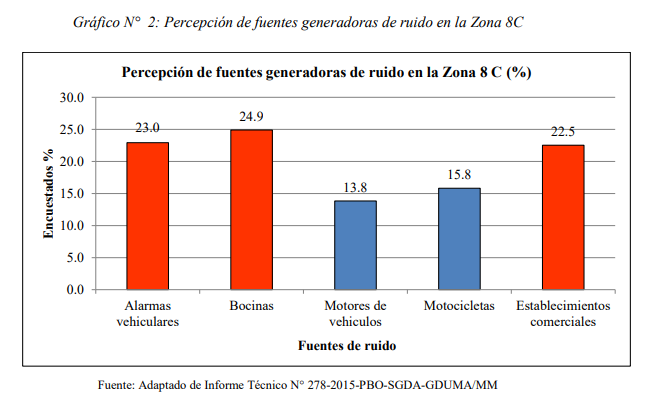 Gráfico N° 2: Percepción de fuentes generadoras de ruido en la Zona 8C
Percepción de fuentes generadoras de ruido en la Zona 8 C (%)
Encuestados %
30.0
25.0
20.0
15.0
10.0
5.0
0.0
23.0
24.9
13.8
15.8
22.5
Alarmas
vehiculares
Bocinas
Motores de
vehiculos
Motocicletas
Establecimientos
comerciales
Fuentes de ruido
Fuente: Adaptado de Informe Técnico N° 278-2015-PBO-SGDA-GDUMA/MM